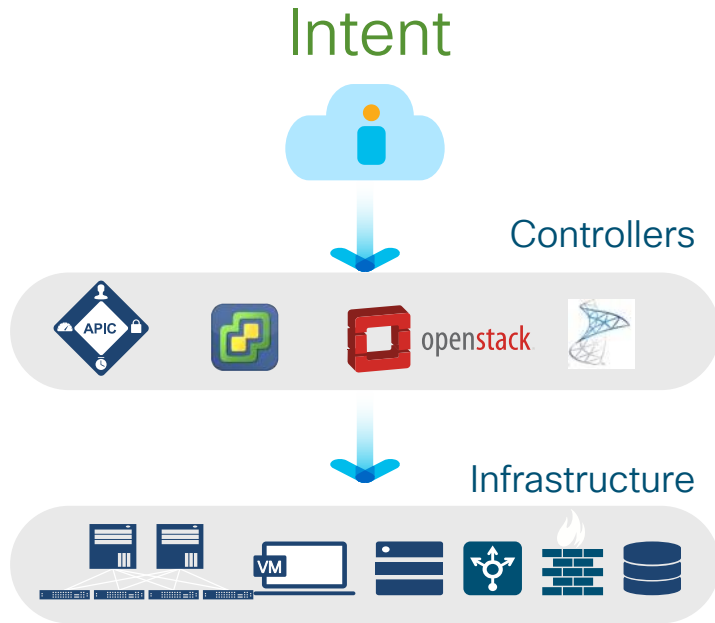 Intent
Controllers
APIC
openstack
Infrastructure
VM